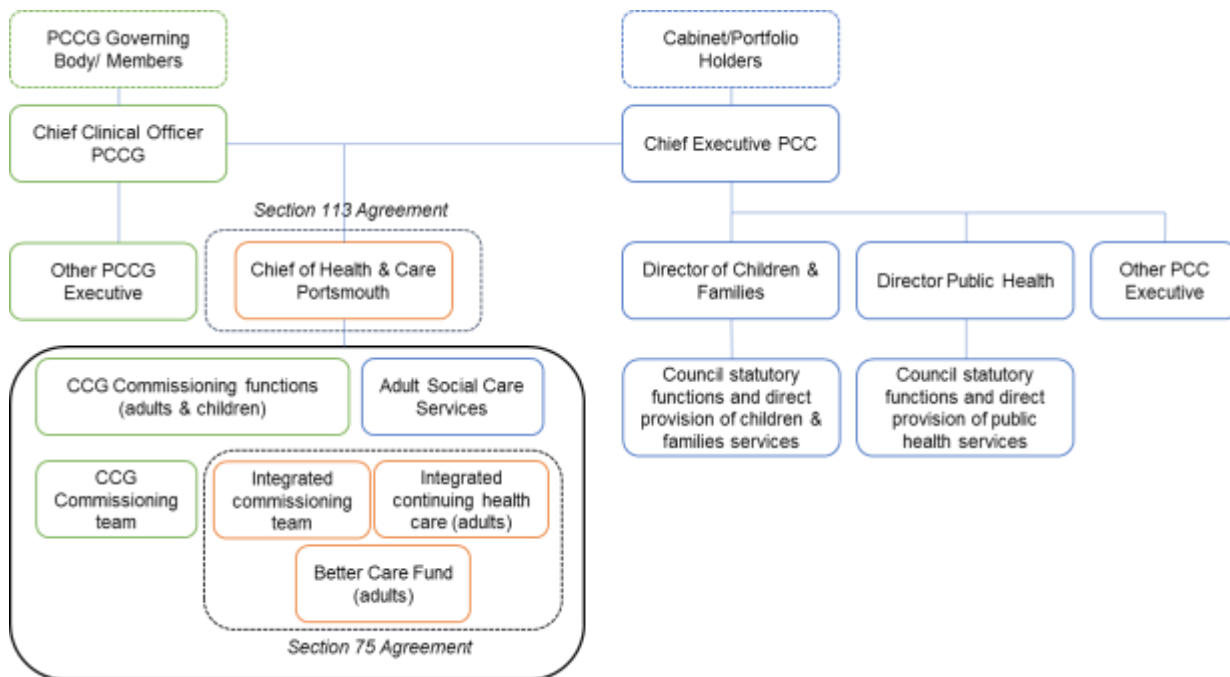 PCCG Governing
Body/ Members
Cabinet/Portfolio
Holders
Chief Clinical Officer
PCCG
Chief Executive PCC
Section 113 Agreement
Other PCCG
Executive
Chief of Health & Care
Portsmouth
Director of Children &
Families
Director Public Health
Other PCC
Executive
CCG Commissioning functions
(adults & children)
Adult Social Care
Services
Council statutory
functions and direct
provision of children &
families services
Council statutory
functions and direct
provision of public
health services
CCG
Commissioning
team
Integrated
commissioning
team
Integrated
continuing health
care (adults)
Better Care Fund
(adults)
Section 75 Agreement